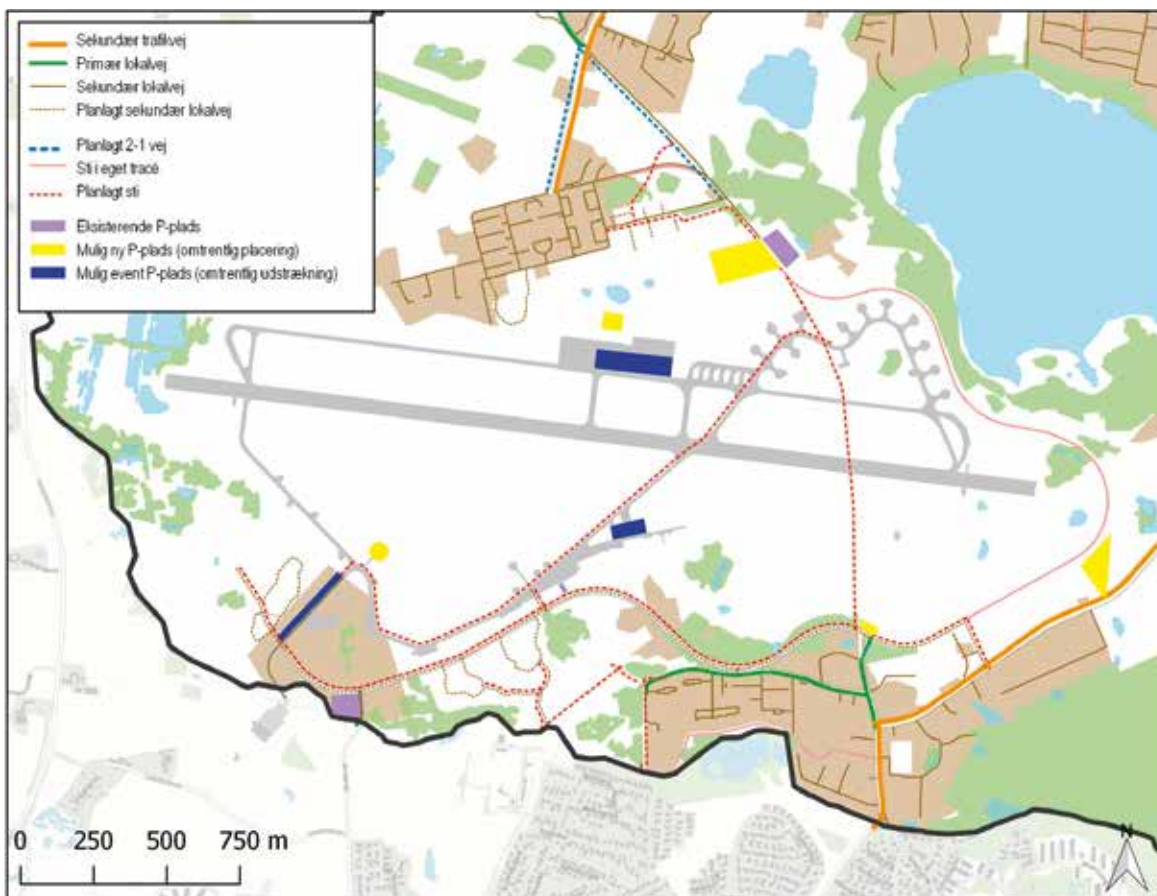 Sekundær trafikvej
Primær lokalvej
Sekundær lokalvej
Planlagt sekundær lokalvej
Planlagt 2-1 vej
Sti i eget tracé
Planlagt sti
Eksisterende P-plads
Mulig ny P-plads (omtrentlig placering)
Mulig event P-plads (omtrentlig udstrækning)
0 250 500 750 m
N